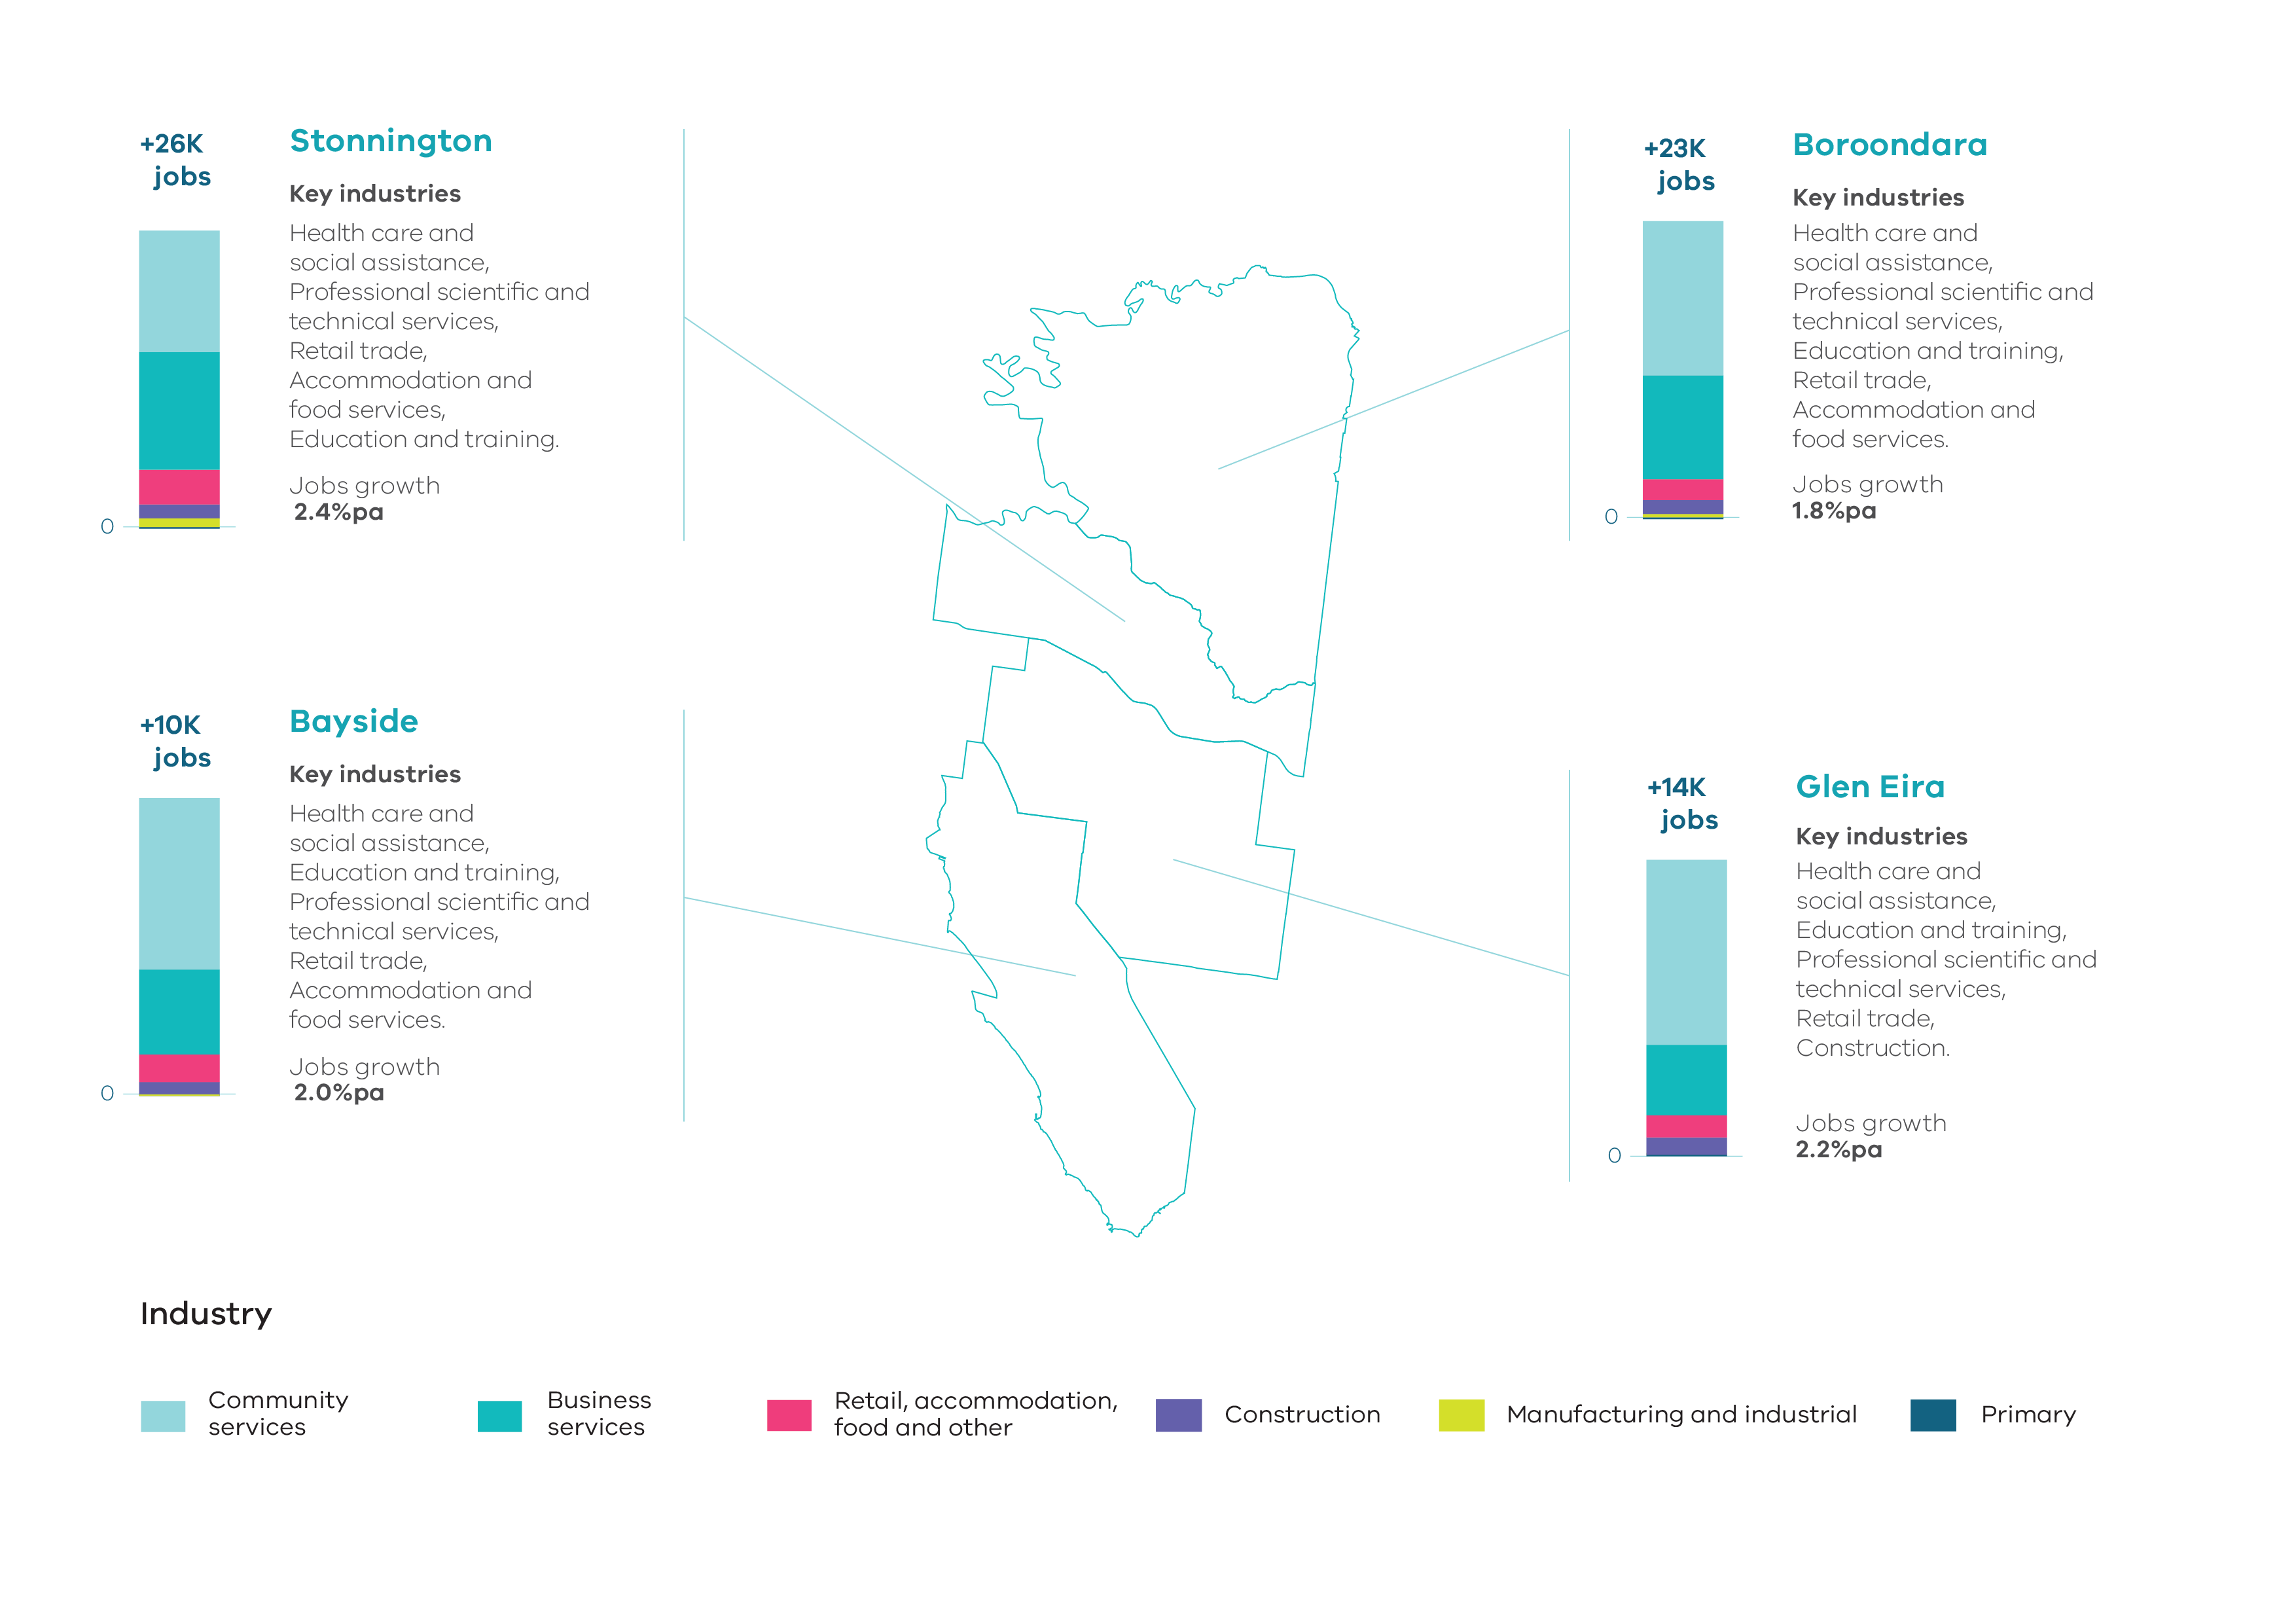 +26K
jobs
0
Stonnington
Key industries
Health care and
social assistance,
Professional scientific and
technical services,
Retail trade,
Accommodation and
food services,
Education and training.
Jobs growth
2.4%pa
+23K
jobs
0
Boroondara
Key industries
Health care and
social assistance,
Professional scientific and
technical services,
Education and training,
Retail trade,
Accommodation and
food services.
Jobs growth
1.8%pa
+10K
jobs
0
Bayside
Key industries
Health care and
social assistance,
Education and training,
Professional scientific and
technical services,
Retail trade,
Accommodation and
food services.
Jobs growth
2.0%pa
+14K
jobs
0
Glen Eira
Key industries
Health care and
social assistance,
Education and training,
Professional scientific and
technical services,
Retail trade,
Construction.
Jobs growth
2.2%pa
Industry
Community
services
Business
services
Retail, accommodation,
food and other
Construction
Manufacturing and industrial
Primary